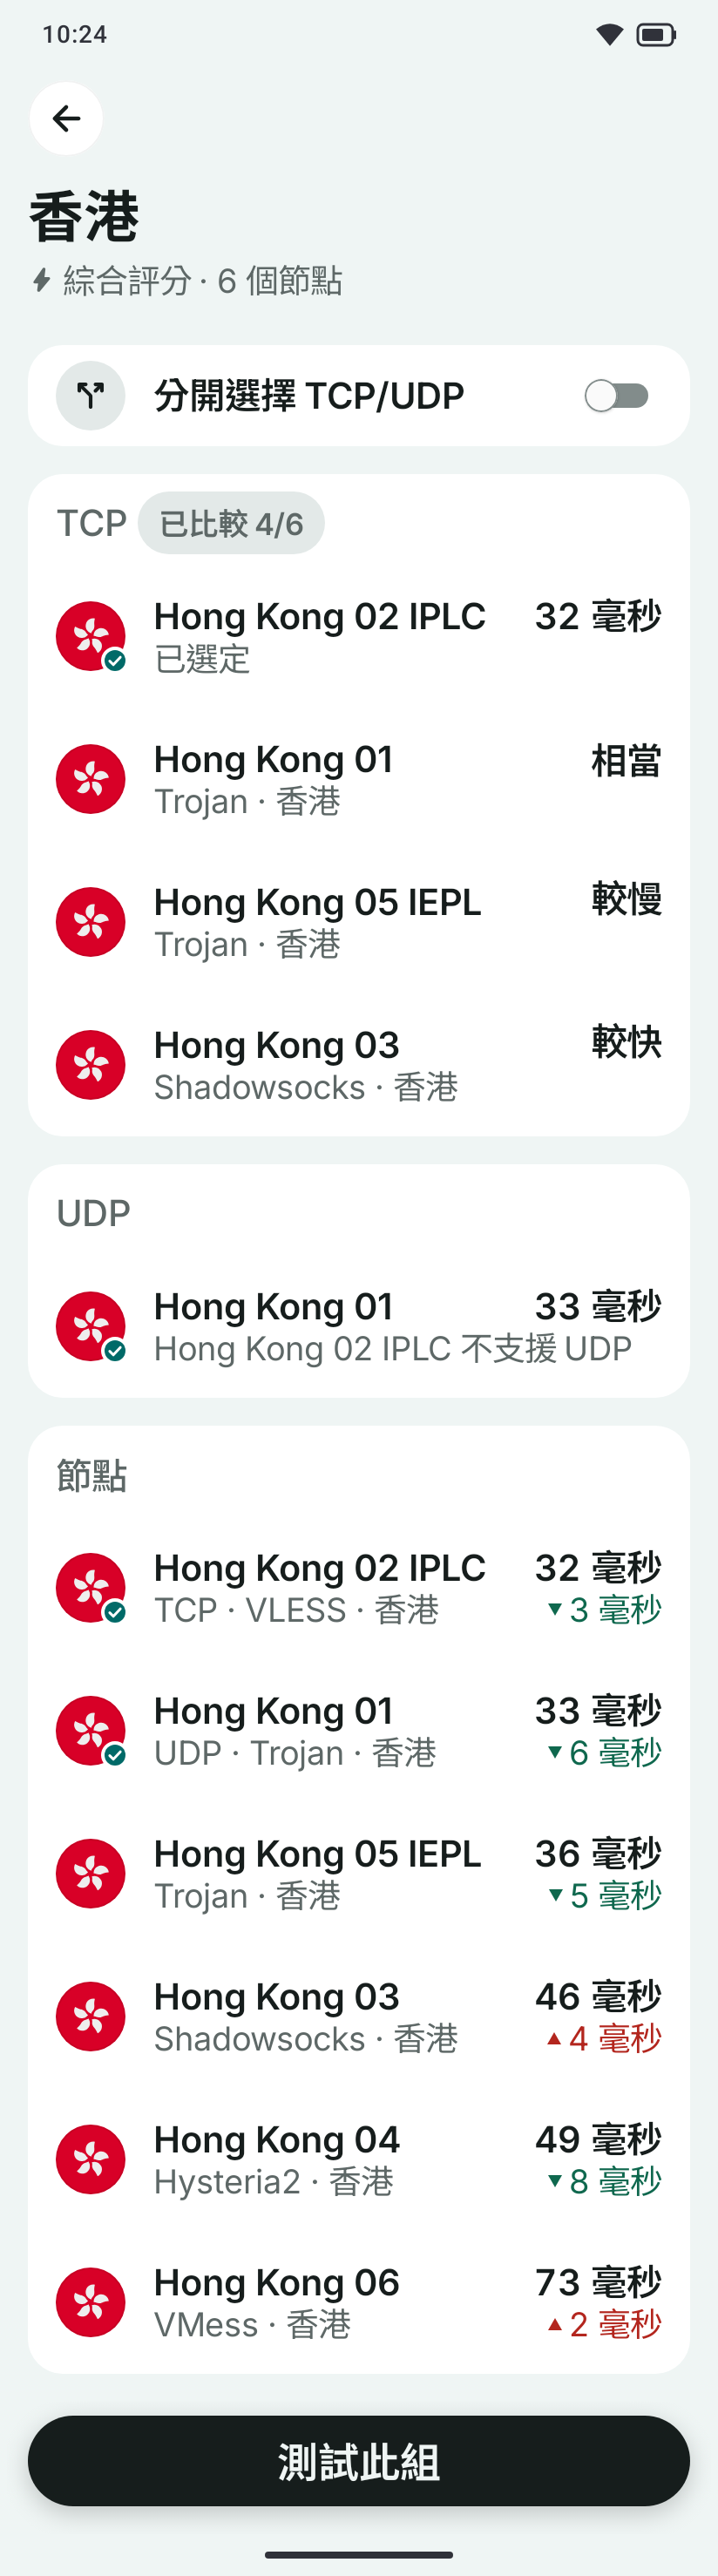 10:24
香港
綜合評分 · 6 個節點
分開選擇 TCP/UDP
TCP 已比較 4/6
Hong Kong 02 IPLC 32 毫秒
已選定
Hong Kong 01 相當
Trojan · 香港
Hong Kong 05 IEPL 較慢
Trojan · 香港
Hong Kong 03 較快
Shadowsocks · 香港
UDP
Hong Kong 01 33 毫秒
Hong Kong 02 IPLC 不支援 UDP
節點
Hong Kong 02 IPLC 32 毫秒
TCP · VLESS · 香港 ▼3 毫秒
Hong Kong 01 33 毫秒
UDP · Trojan · 香港 ▼6 毫秒
Hong Kong 05 IEPL 36 毫秒
Trojan · 香港 ▼5 毫秒
Hong Kong 03 46 毫秒
Shadowsocks · 香港 ▲4 毫秒
Hong Kong 04 49 毫秒
Hysteria2 · 香港 ▼8 毫秒
Hong Kong 06 73 毫秒
VMess · 香港 ▲2 毫秒
測試此組